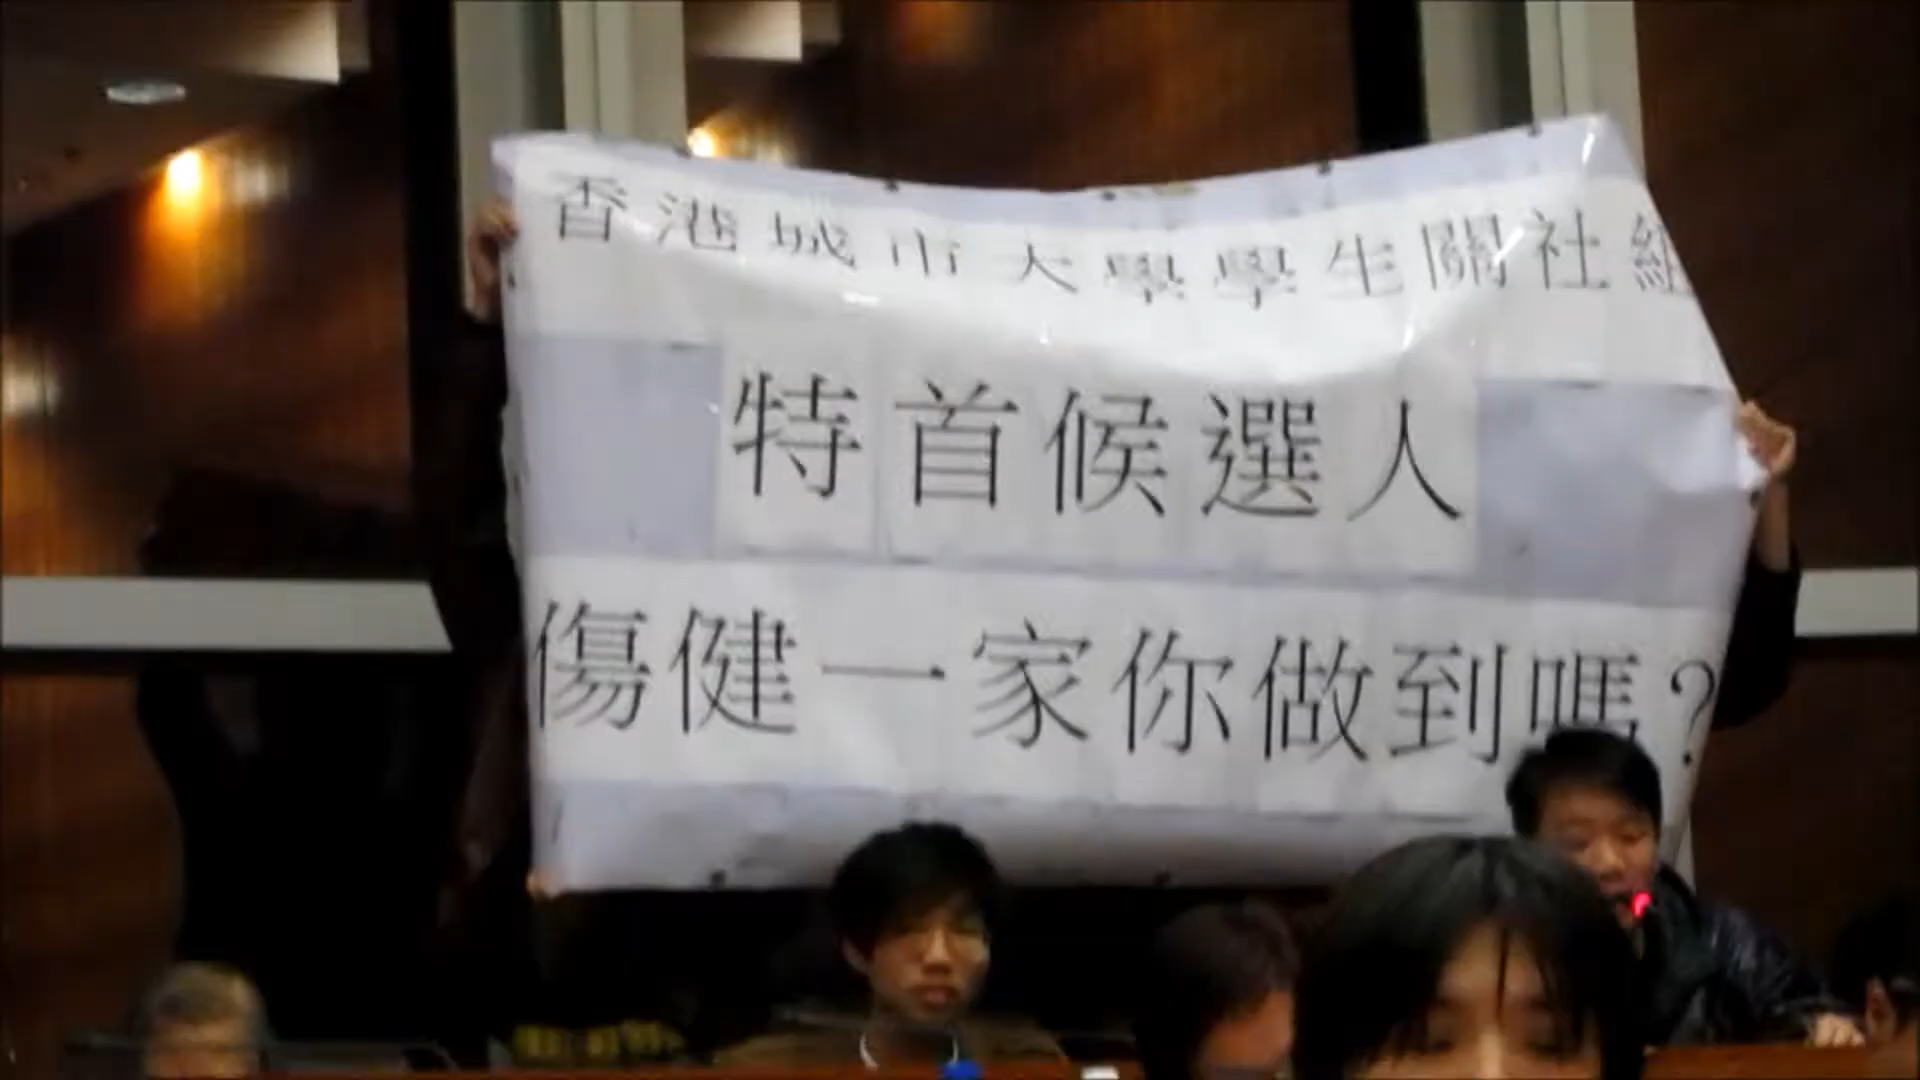 香港城市大學學生關社組
特首候選人
傷健一家你做到嗎?